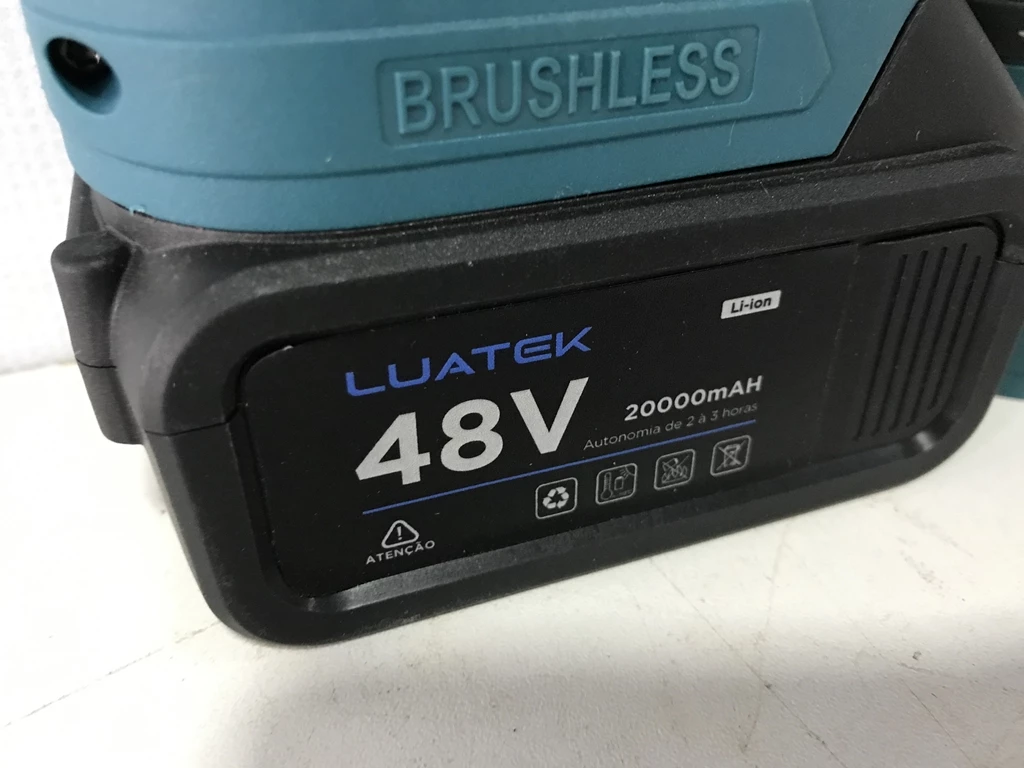 BRUSHLESS
Li-ion
LUATEK
48V
20000mAH
Autonomia de 2 à 3 horas
ATENÇÃO